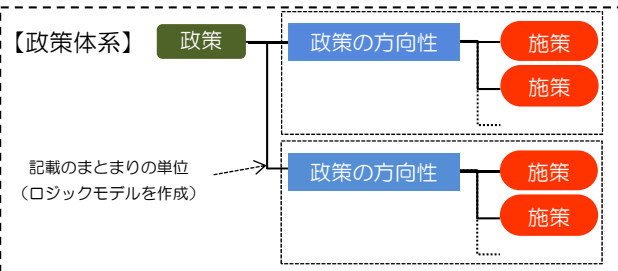 【政策体系】
政策
政策の方向性
施策
施策
記載のまとまりの単位
（ロジックモデルを作成）
政策の方向性
施策
施策